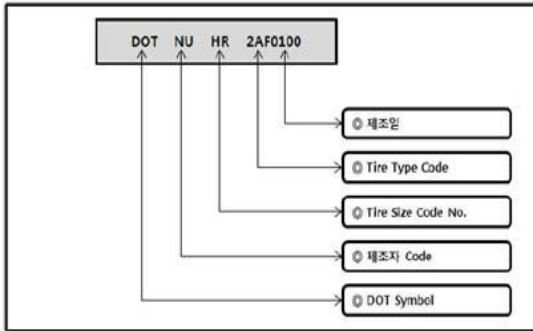 DOT NU HR 2AF0100
◎ 제조일
◎ Tire Type Code
◎ Tire Size Code No.
◎ 제조자 Code
◎ DOT Symbol